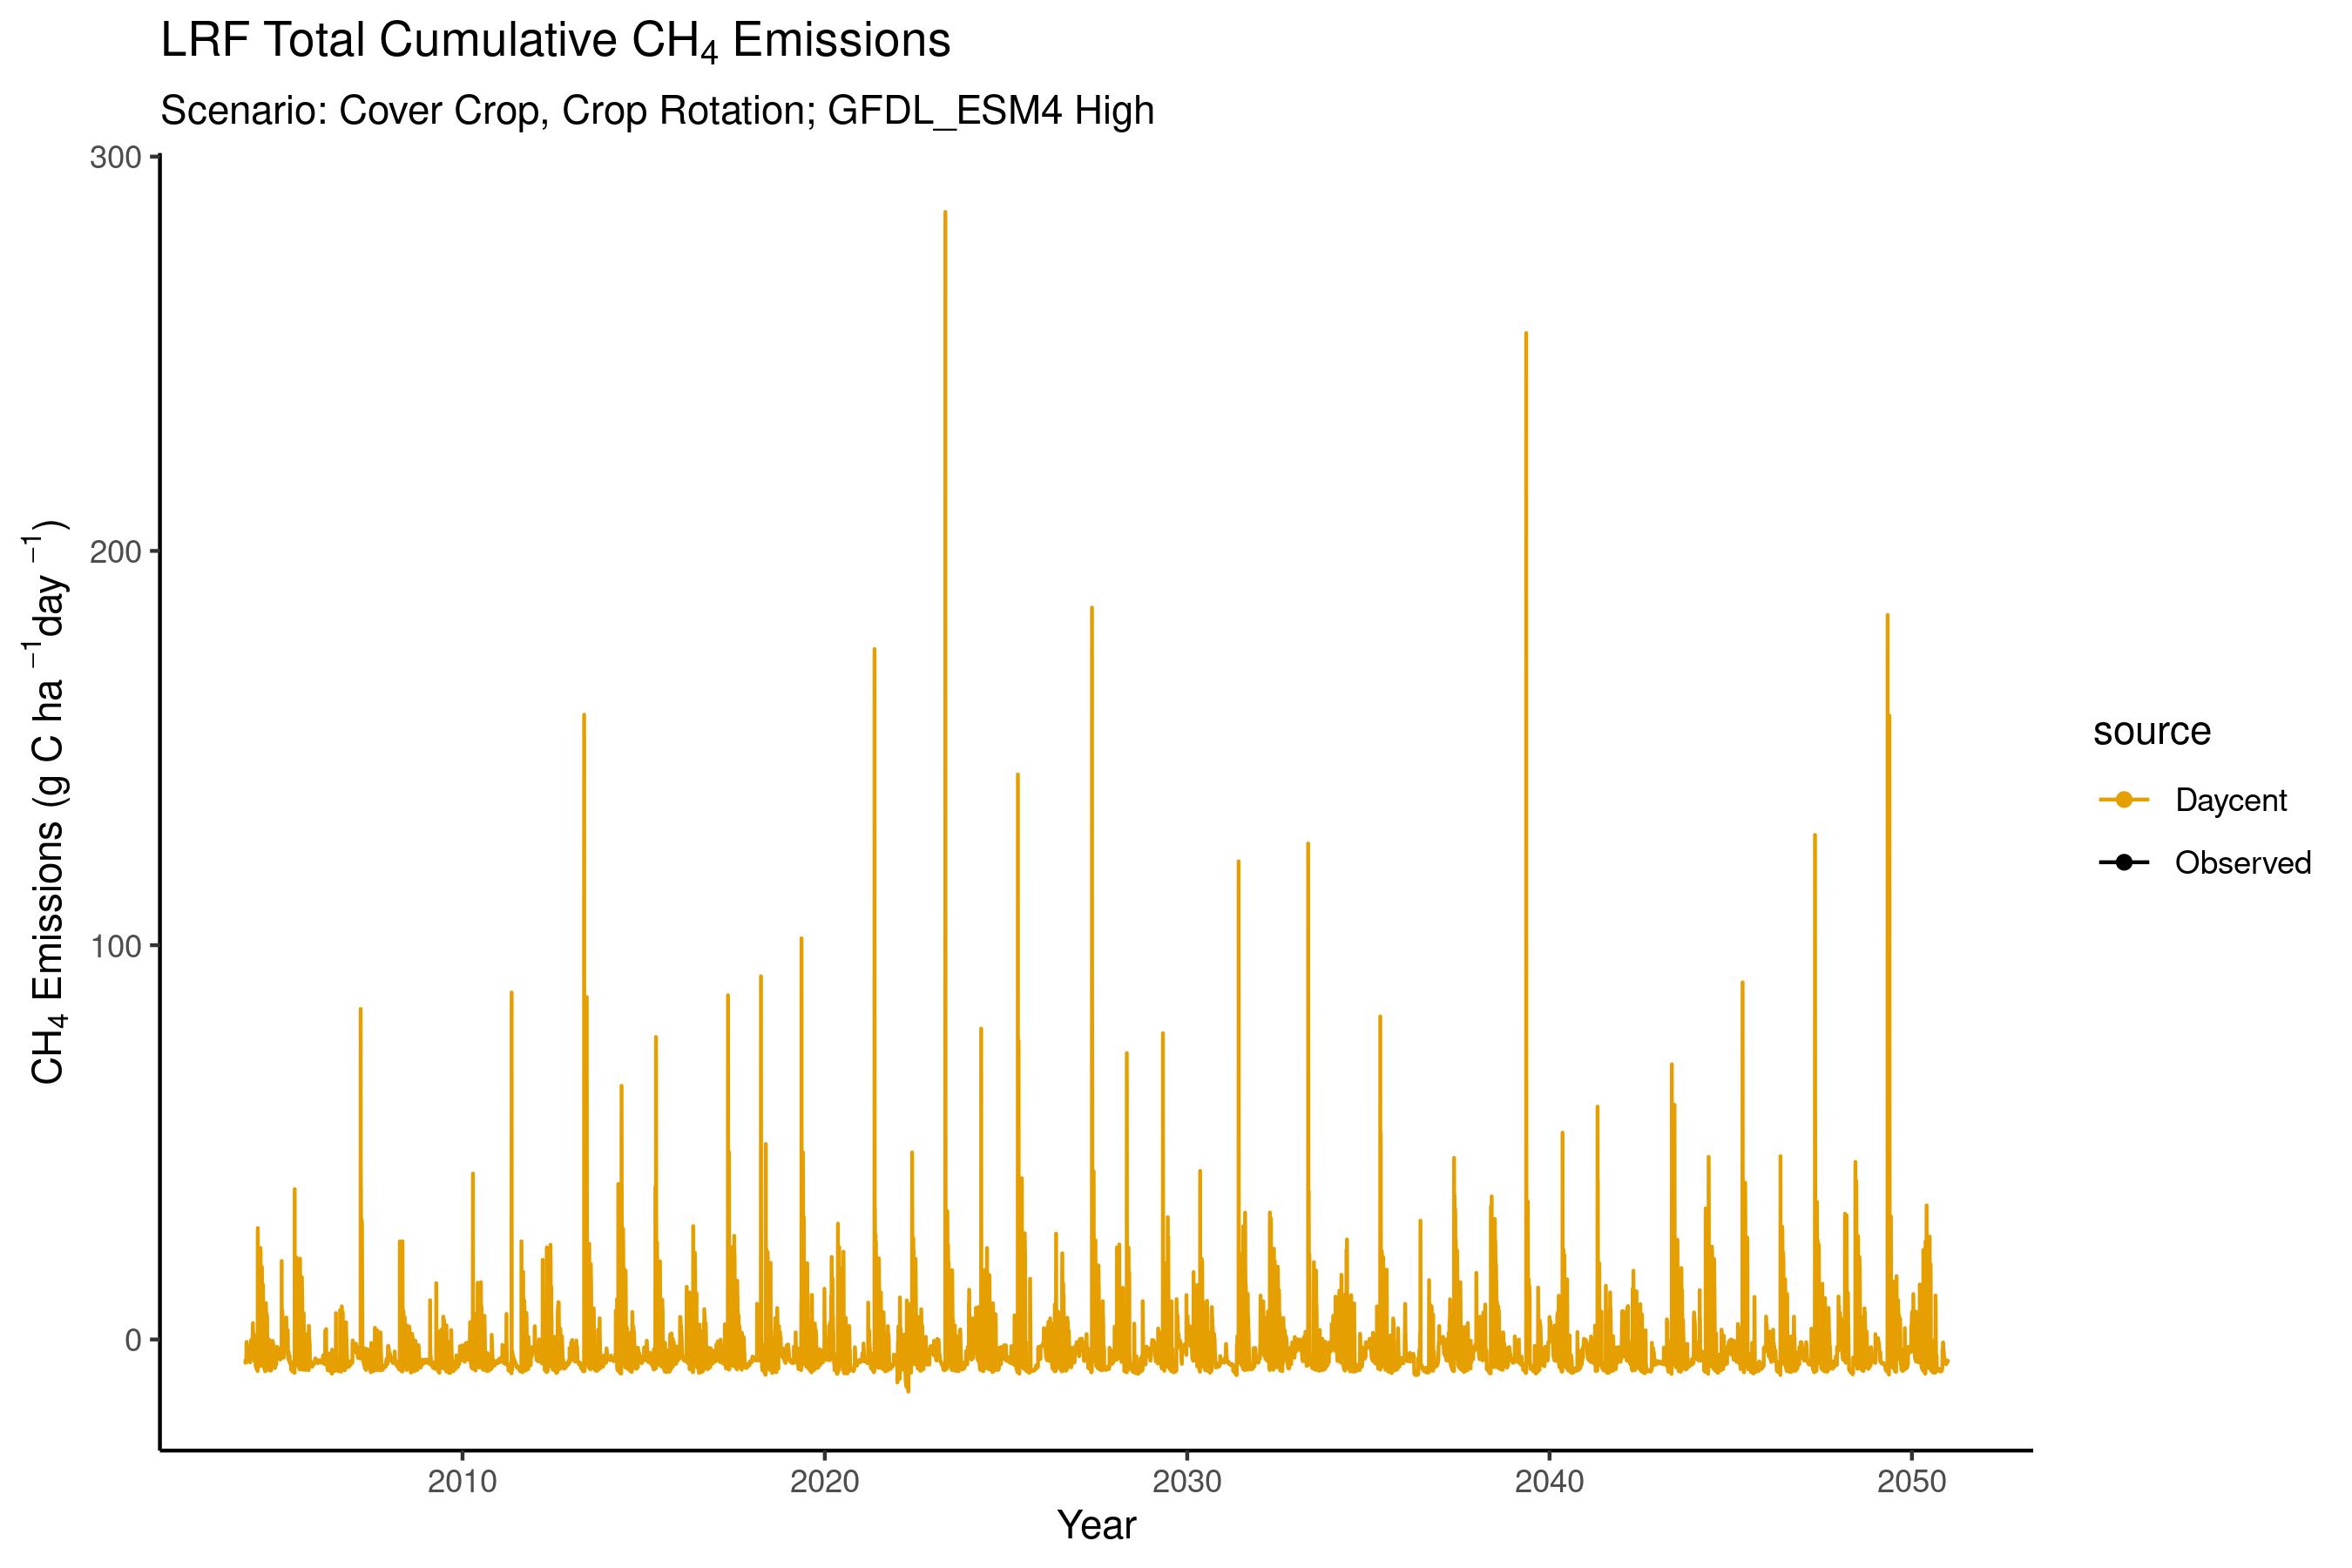 LRF Total Cumulative CH₄ Emissions
Scenario: Cover Crop, Crop Rotation; GFDL_ESM4 High
CH₄ Emissions (g C ha ⁻¹day ⁻¹)
300
200
100
0
2010 2020 2030 2040 2050
Year
source
Daycent
Observed